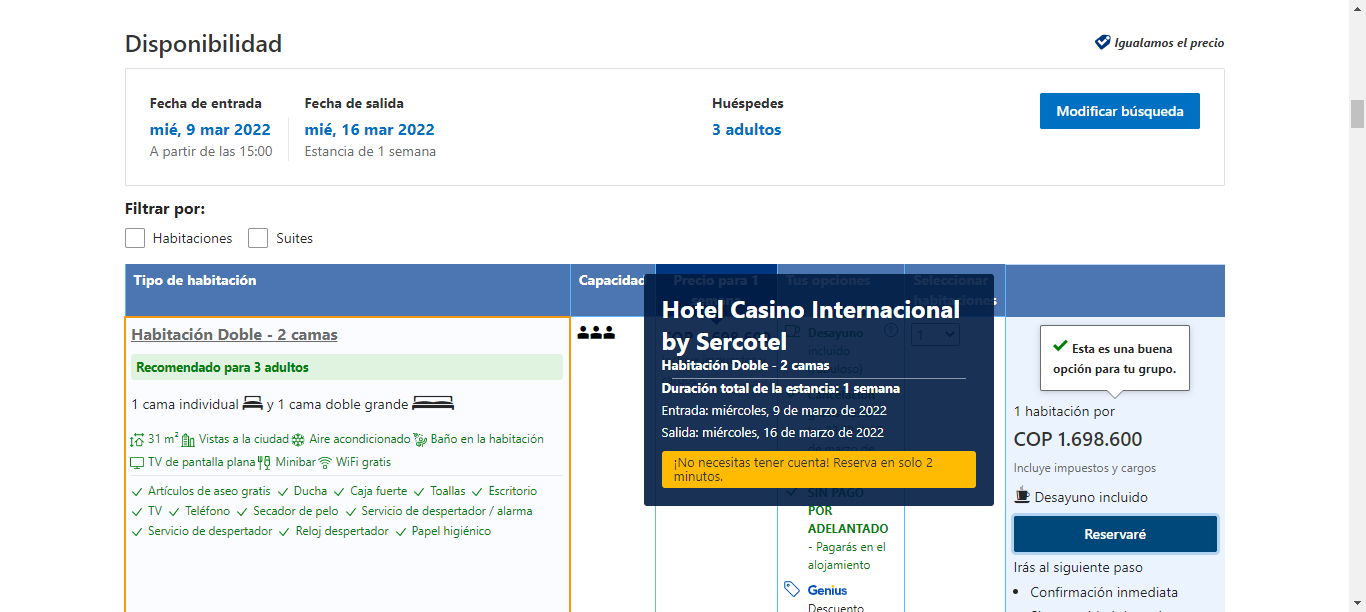 Disponibilidad
Igualamos el precio
Fecha de entrada
mié, 9 mar 2022
A partir de las 15:00
Fecha de salida
mié, 16 mar 2022
Estancia de 1 semana
Huéspedes
3 adultos
Modificar búsqueda
Filtrar por:
Habitaciones
Suites
Tipo de habitación
Capacidad
Precio para 1
Tus opciones
Seleccionar
habitaciones
Habitación Doble - 2 camas
Recomendado para 3 adultos
1 cama individual y 1 cama doble grande
31 m² Vistas a la ciudad Aire acondicionado Baño en la habitación
TV de pantalla plana Minibar WiFi gratis
Artículos de aseo gratis Ducha Caja fuerte Toallas Escritorio
TV Teléfono Secador de pelo Servicio de despertador / alarma
Servicio de despertador Reloj despertador Papel higiénico
Hotel Casino Internacional
by Sercotel
Habitación Doble - 2 camas
Duración total de la estancia: 1 semana
Entrada: miércoles, 9 de marzo de 2022
Salida: miércoles, 16 de marzo de 2022
¡No necesitas tener cuenta! Reserva en solo 2
minutos.
Desayuno
incluido
1
SIN PAGO
POR
ADELANTADO
- Pagarás en el
alojamiento
Genius
Descuento
Esta es una buena
opción para tu grupo.
1 habitación por
COP 1.698.600
Incluye impuestos y cargos
Desayuno incluido
Reservaré
Irás al siguiente paso
• Confirmación inmediata